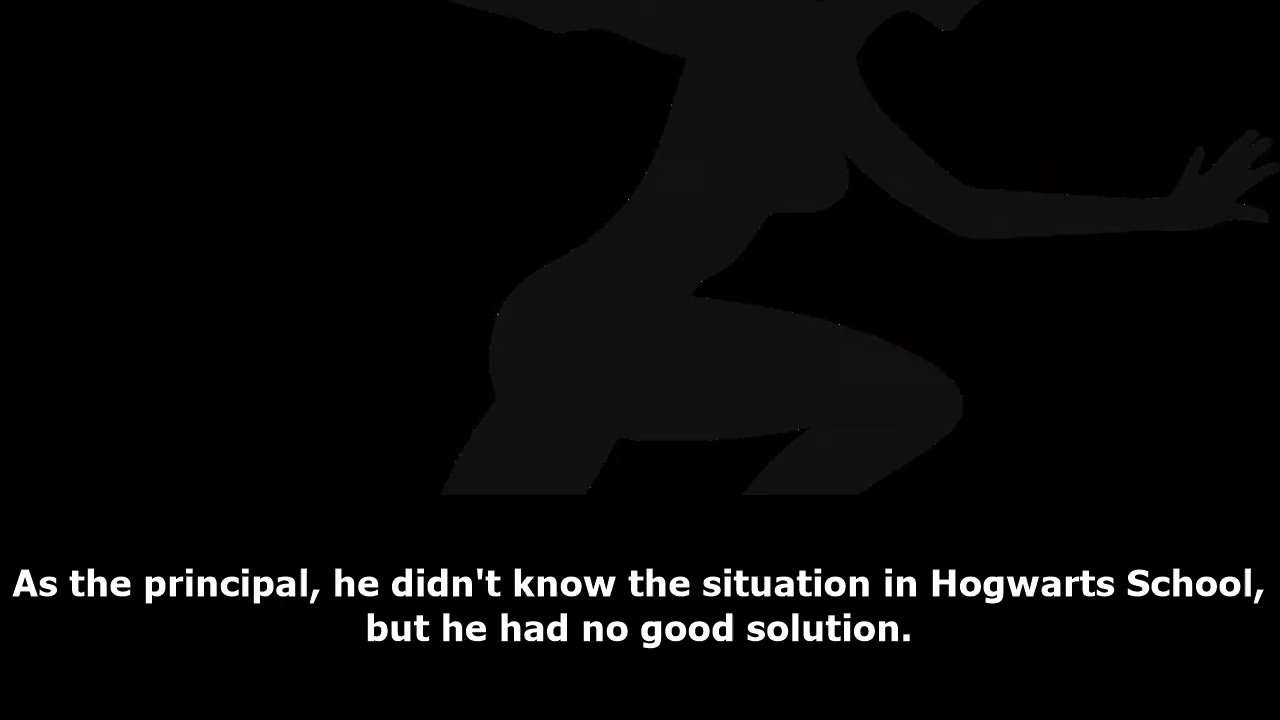 As the principal, he didn't know the situation in Hogwarts School,
but he had no good solution.